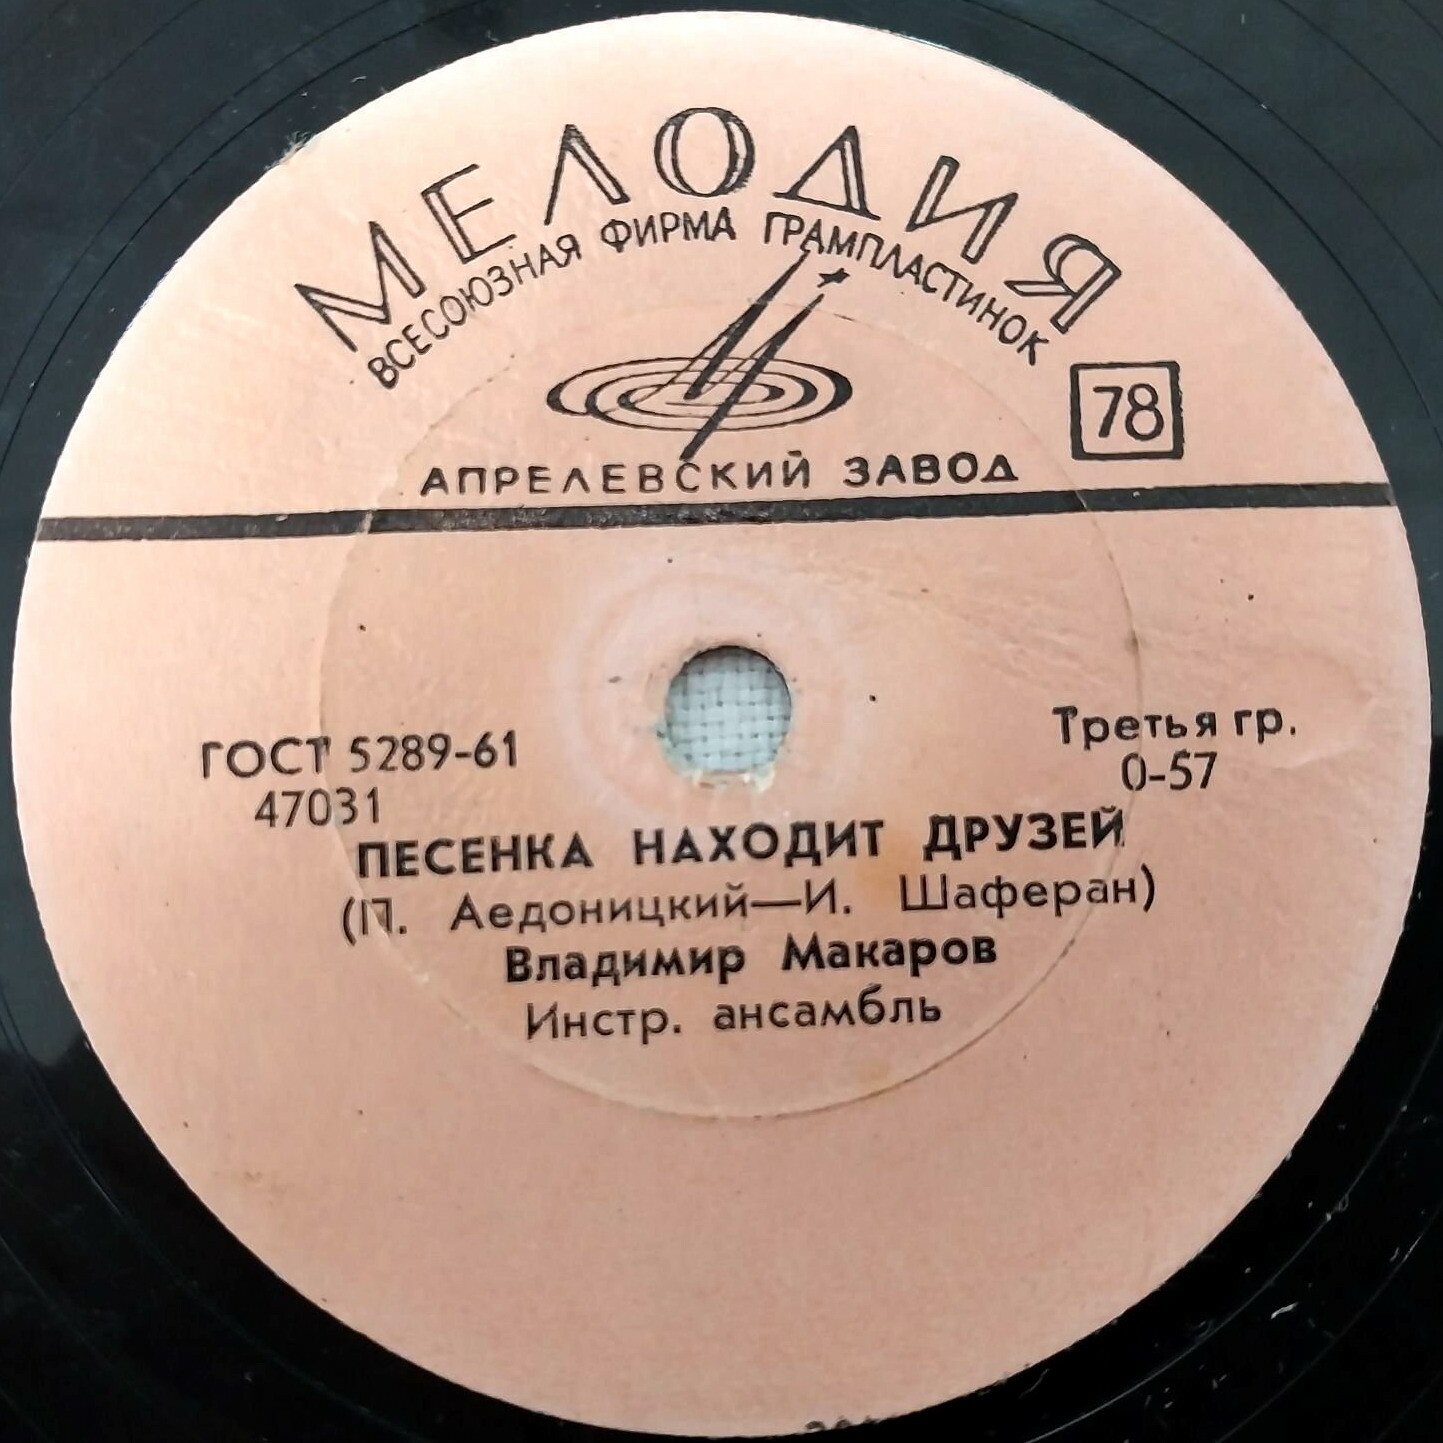 МЕЛОДИЯ
ВСЕСОЮЗНАЯ ФИРМА ГРАМПЛАСТИНОК
78
АПРЕЛЕВСКИЙ ЗАВОД
ГОСТ 5289-61
Третья гр.
47031
0-57
ПЕСЕНКА НАХОДИТ ДРУЗЕЙ
(П. Аедоницкий—И. Шаферан)
Владимир Макаров
Инстр. ансамбль